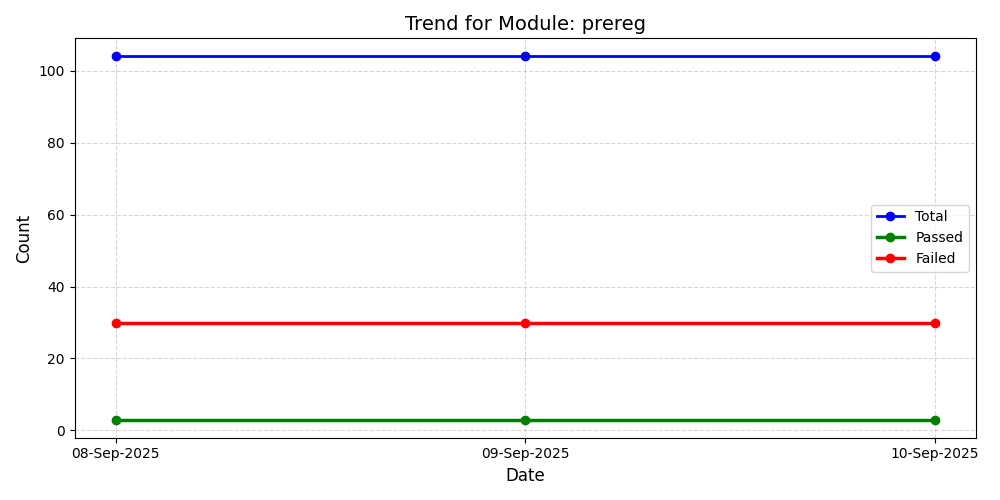 Trend for Module: prereg
Count
100
80
60
40
20
0
Total
Passed
Failed
08-Sep-2025
09-Sep-2025
10-Sep-2025
Date